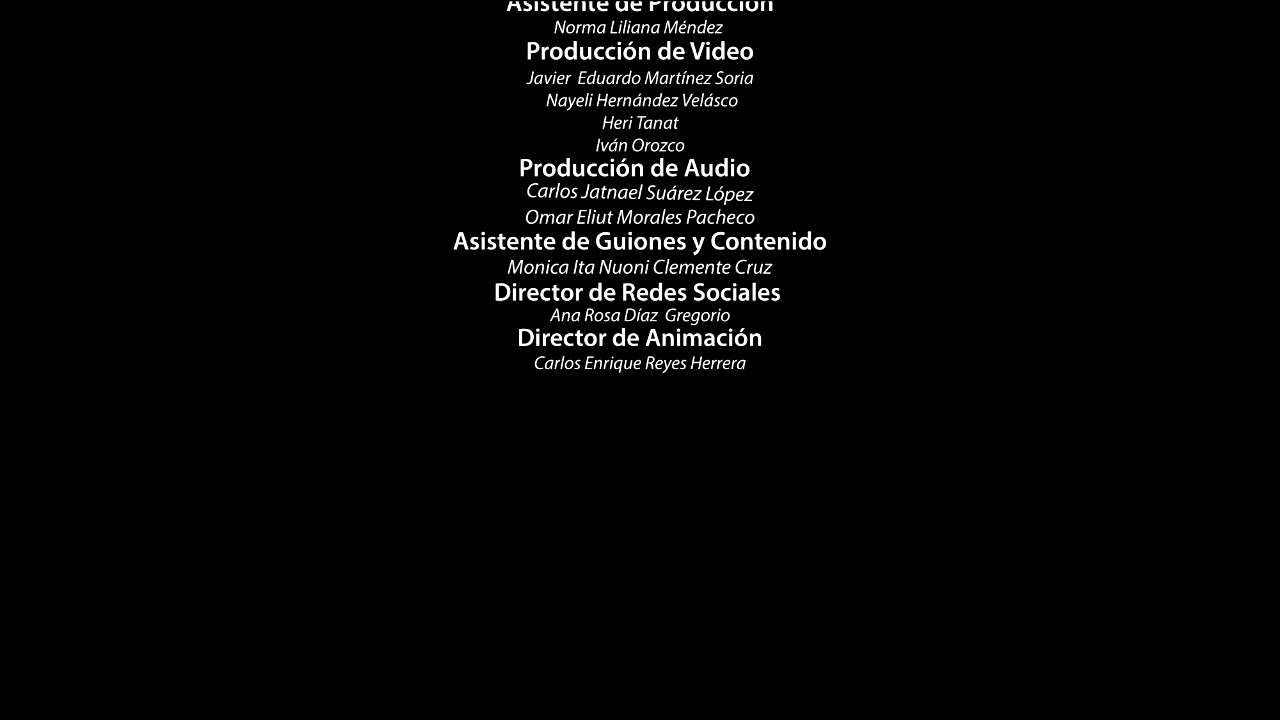 Asistente de Producción
Norma Liliana Méndez
Producción de Video
Javier Eduardo Martínez Soria
Nayeli Hernández Velásco
Heri Tanat
Iván Orozco
Producción de Audio
Carlos Jatnael Suárez López
Omar Eliut Morales Pacheco
Asistente de Guiones y Contenido
Monica Ita Nuoni Clemente Cruz
Director de Redes Sociales
Ana Rosa Díaz Gregorio
Director de Animación
Carlos Enrique Reyes Herrera